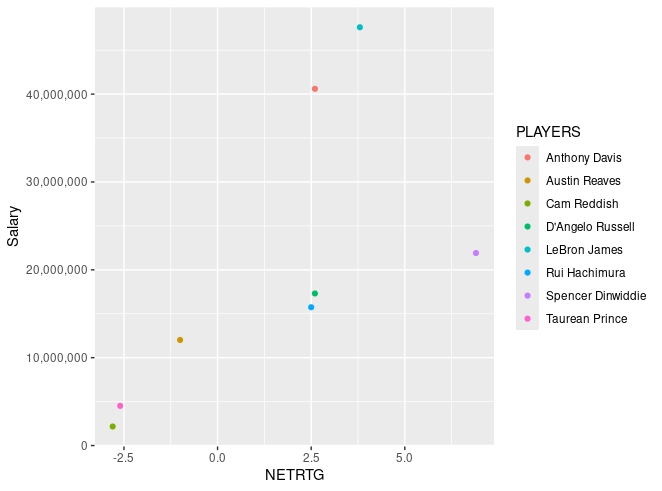 40,000,000
30,000,000
20,000,000
10,000,000
0
Salary
-2.5
0.0
2.5
5.0
NETRTG
PLAYERS
Anthony Davis
Austin Reaves
Cam Reddish
D'Angelo Russell
LeBron James
Rui Hachimura
Spencer Dinwiddie
Taurean Prince